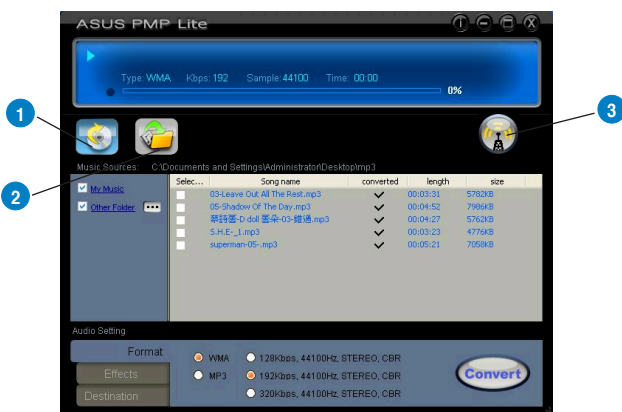 ASUS PMP Lite
Type: WMA Kbps: 192 Sample: 44100 Time: 00:00
0%
1
2
3
Music Sources: C:\Documents and Settings\Administrator\Desktop\mp3
My Music
Other Folder
Selec... Song name converted length size
03-Leave Out All The Rest.mp3 00:03:31 5782KB
05-Shadow Of The Day.mp3 00:04:52 7986KB
蔡詩蕓-D doll 蕓朵-03-錯過.mp3 00:04:27 5762KB
S.H.E-_1.mp3 00:03:23 4776KB
superman-05-.mp3 00:05:21 7058KB
Audio Setting
Format
Effects
Destination
WMA
MP3
128Kbps, 44100Hz, STEREO, CBR
192Kbps, 44100Hz, STEREO, CBR
320Kbps, 44100Hz, STEREO, CBR
Convert